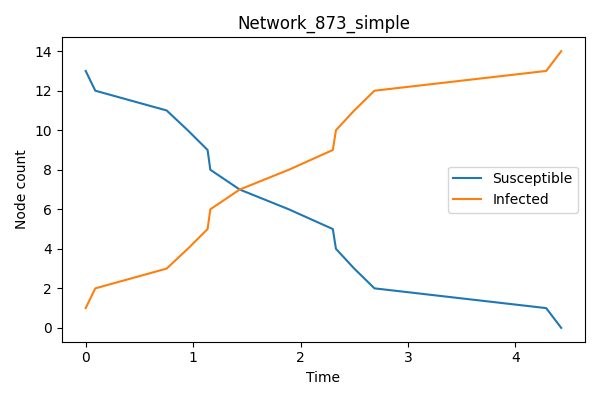 Network_873_simple
Node count
14
12
10
8
6
4
2
0
Susceptible
Infected
0 1 2 3 4
Time